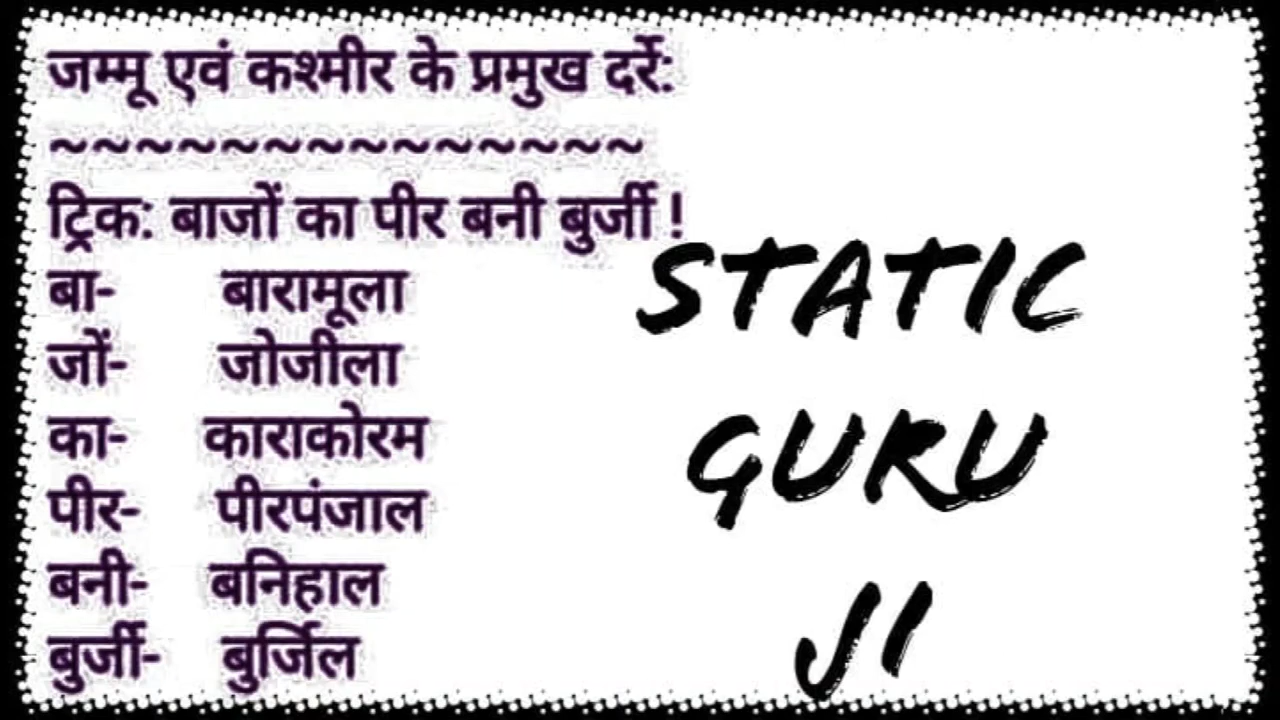 जम्मू एवं कश्मीर के प्रमुख दर्रे:
~~~~~~~~~~~~~~
ट्रिक: बाजों का पीर बनी बुर्जी !
बा- बारामूला
जों- जोजीला
का- काराकोरम
पीर- पीरपंजाल
बनी- बनिहाल
बुर्जी- बुर्जिल
STATIC
GURU
JI